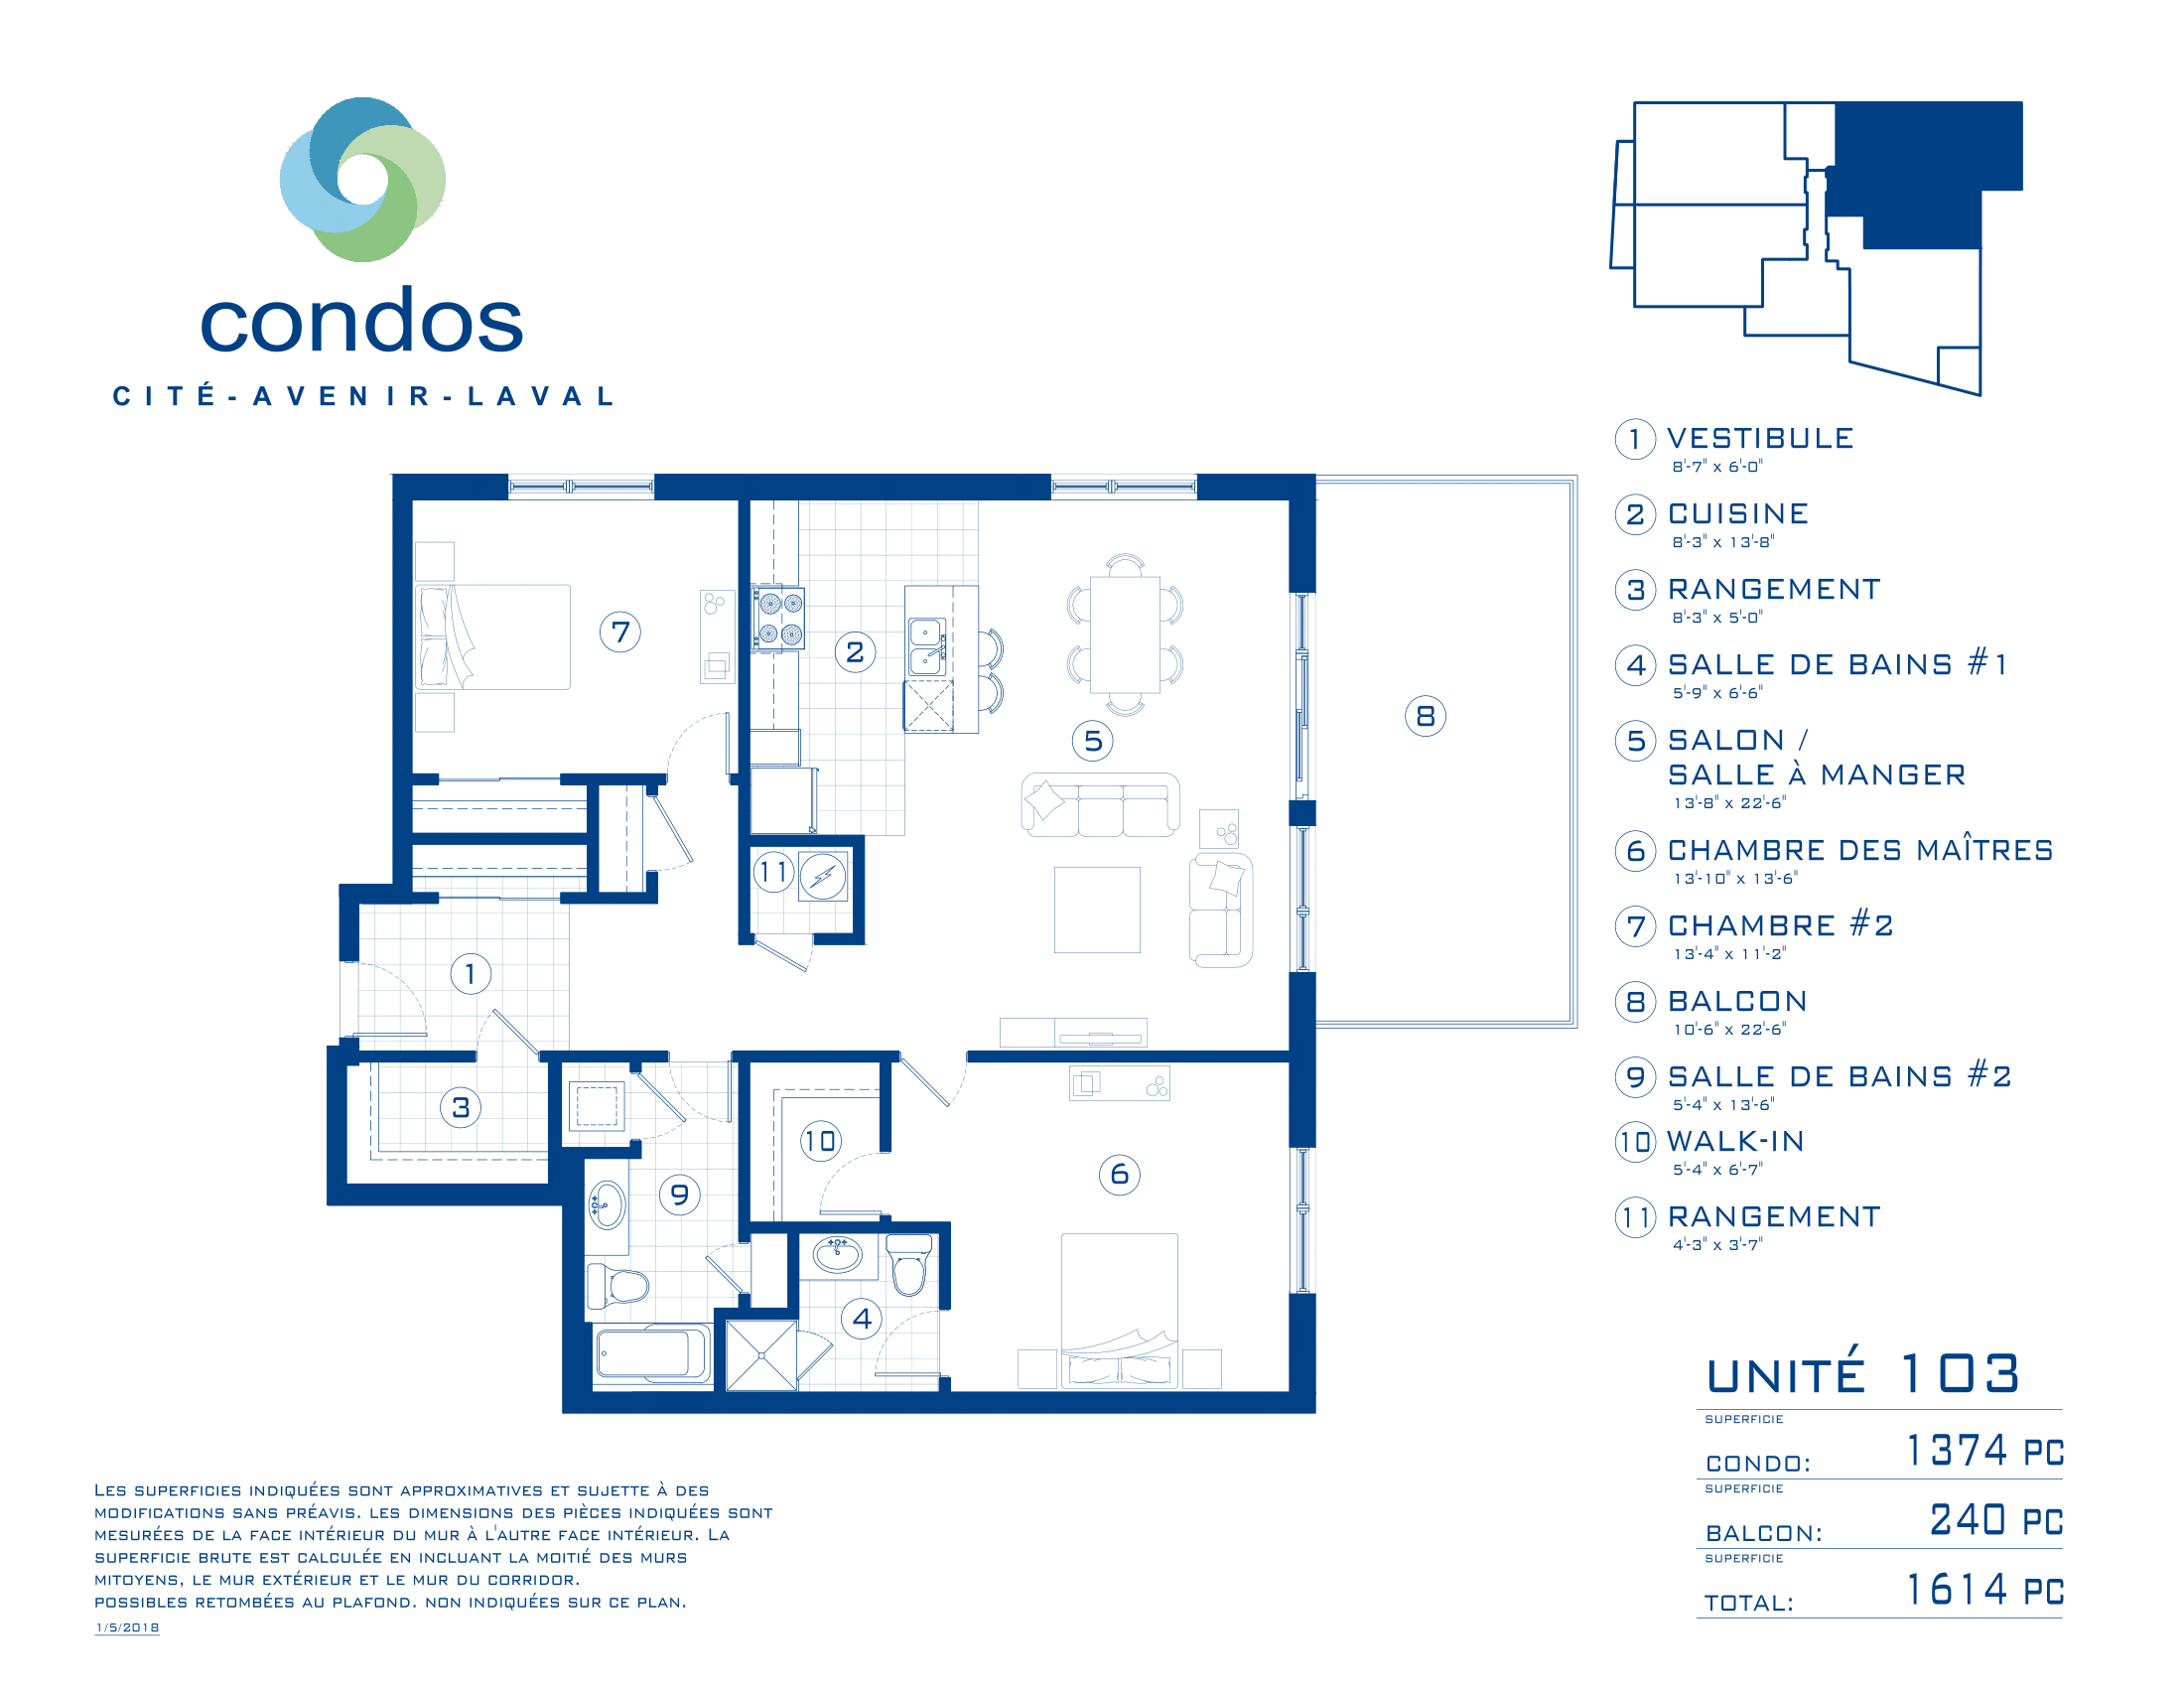 condos
CITÉ-AVENIR-LAVAL
7
2
5
8
11
1
3
10
9
6
4
1 VESTIBULE
8'-7" x 6'-0"
2 CUISINE
8'-3" x 13'-8"
3 RANGEMENT
8'-3" x 5'-0"
4 SALLE DE BAINS #1
5'-9" x 6'-6"
5 SALON /
SALLE À MANGER
13'-8" x 22'-6"
6 CHAMBRE DES MAÎTRES
13'-10" x 13'-6"
7 CHAMBRE #2
13'-4" x 11'-2"
8 BALCON
10'-6" x 22'-6"
9 SALLE DE BAINS #2
5'-4" x 13'-6"
10 WALK-IN
5'-4" x 6'-7"
11 RANGEMENT
4'-3" x 3'-7"
UNITÉ 103
SUPERFICIE
CONDO: 1374 PC
SUPERFICIE
BALCON: 240 PC
SUPERFICIE
TOTAL: 1614 PC
LES SUPERFICIES INDIQUÉES SONT APPROXIMATIVES ET SUJETTE À DES
MODIFICATIONS SANS PRÉAVIS. LES DIMENSIONS DES PIÈCES INDIQUÉES SONT
MESURÉES DE LA FACE INTÉRIEUR DU MUR À L'AUTRE FACE INTÉRIEUR. LA
SUPERFICIE BRUTE EST CALCULÉE EN INCLUANT LA MOITIÉ DES MURS
MITOYENS, LE MUR EXTÉRIEUR ET LE MUR DU CORRIDOR.
POSSIBLES RETOMBÉES AU PLAFOND. NON INDIQUÉES SUR CE PLAN.
1/5/2018